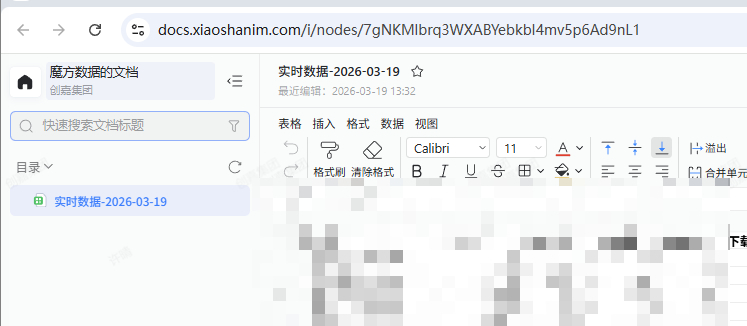 docs.xiaoshanim.com/i/nodes/7gNKMlbrq3WXABYebkbl4mv5p6Ad9nL1
魔方数据的文档
创嘉集团
快速搜索文档标题
目录
实时数据-2026-03-19
实时数据-2026-03-19
最近编辑：2026-03-19 13:32
表格 插入 格式 数据 视图
格式刷 清除格式
Calibri 11 A
溢出
B I U S
合并单元
下载